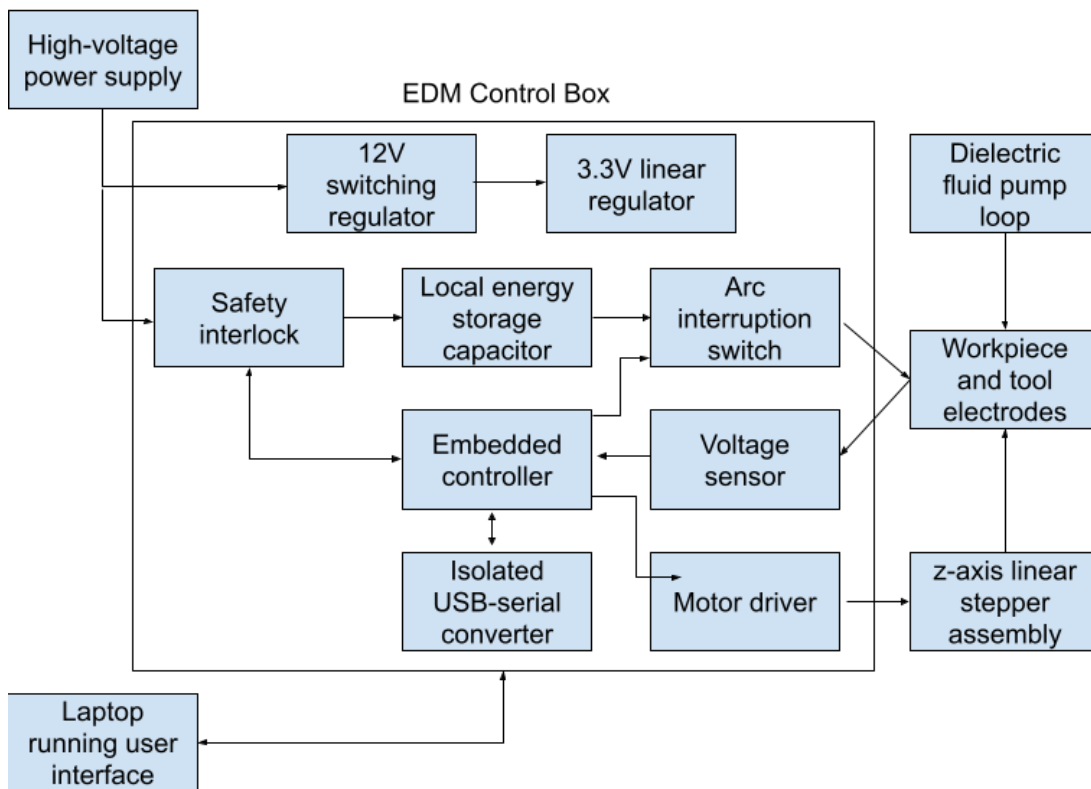 High-voltage
power supply
EDM Control Box
12V
switching
regulator
3.3V linear
regulator
Dielectric
fluid pump
loop
Safety
interlock
Local energy
storage
capacitor
Arc
interruption
switch
Workpiece
and tool
electrodes
Embedded
controller
Voltage
sensor
Isolated
USB-serial
converter
Motor driver
z-axis linear
stepper
assembly
Laptop
running user
interface